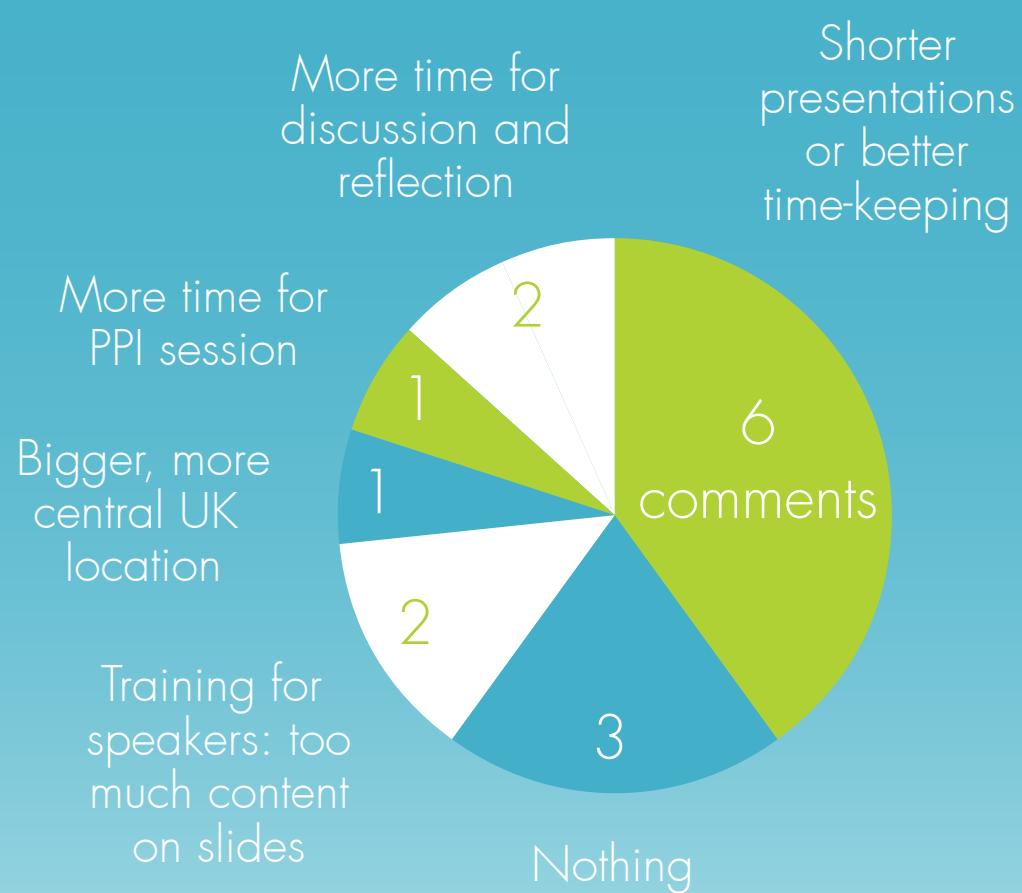 More time for
discussion and
reflection
Shorter
presentations
or better
time-keeping
More time for
PPI session
Bigger, more
central UK
location
Training for
speakers: too
much content
on slides
Nothing
2
1
1
2
3
6
comments